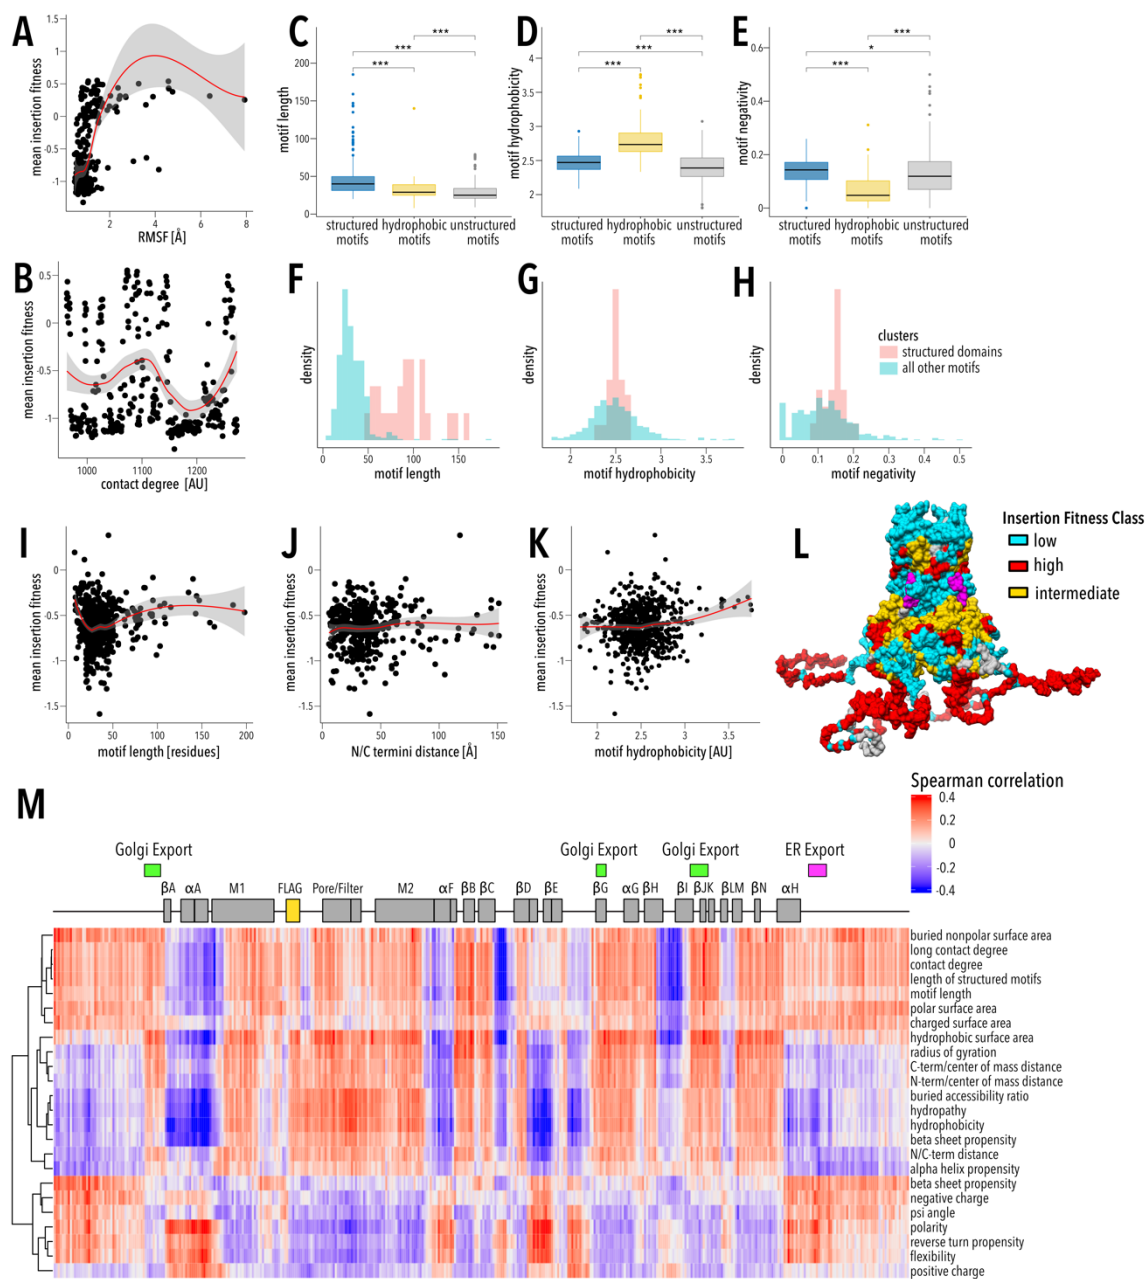 A
mean insertion fitness
1.5
1
0.5
0
-0.5
-1
2
4
6
8
RMSF [Å]
B
mean insertion fitness
0.5
0
-0.5
-1
1000
1100
1200
contact degree [AU]
C
motif length
200
150
100
50
0
***
***
***
structured motifs
hydrophobic motifs
unstructured motifs
D
motif hydrophobicity
4
3.5
3
2.5
2
***
***
***
structured motifs
hydrophobic motifs
unstructured motifs
E
motif negativity
0.6
0.4
0.2
0
***
*
***
structured motifs
hydrophobic motifs
unstructured motifs
F
density
0
50
100
150
motif length
G
density
2
2.5
3
3.5
motif hydrophobicity
H
density
0
0.1
0.2
0.3
0.4
0.5
motif negativity
clusters
structured domains
all other motifs
I
mean insertion fitness
0
-0.5
-1
-1.5
0
50
100
150
200
motif length [residues]
J
mean insertion fitness
0
-0.5
-1
-1.5
0
50
100
150
N/C termini distance [Å]
K
mean insertion fitness
0
-0.5
-1
-1.5
2
2.5
3
3.5
motif hydrophobicity [AU]
L
Insertion Fitness Class
low
high
intermediate
M
Spearman correlation
0.4
0.2
0
-0.2
-0.4
Golgi Export
Golgi Export
Golgi Export
ER Export
βA
αA
M1
FLAG
Pore/Filter
M2
αF
βB
βC
βD
βE
βG
αG
βH
βI
βJK
βLM
βN
αH
buried nonpolar surface area
long contact degree
contact degree
length of structured motifs
motif length
polar surface area
charged surface area
hydrophobic surface area
radius of gyration
C-term/center of mass distance
N-term/center of mass distance
buried accessibility ratio
hydropathy
hydrophobicity
beta sheet propensity
N/C-term distance
alpha helix propensity
beta sheet propensity
negative charge
psi angle
polarity
reverse turn propensity
flexibility
positive charge